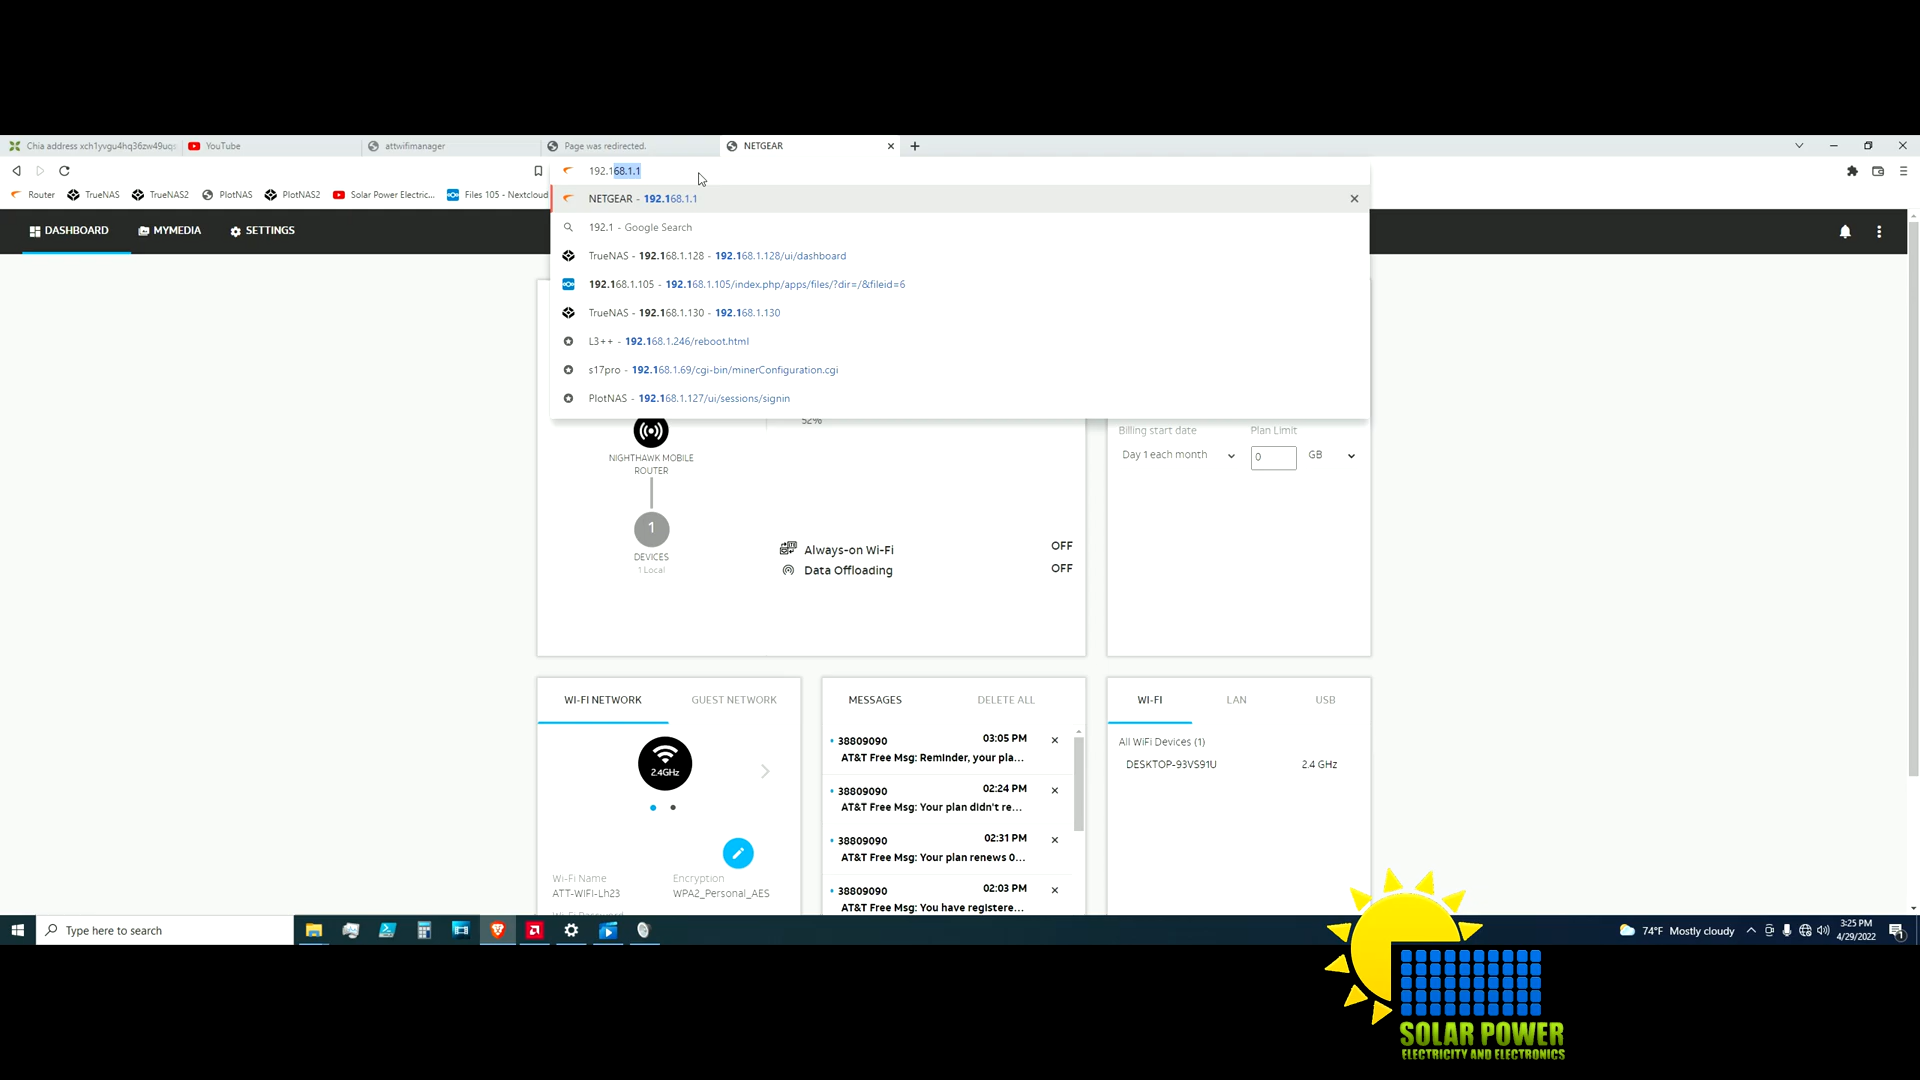 Chia address xch1yvgu4hq36zw49uqs
YouTube
attwifimanager
Page was redirected.
NETGEAR
192.168.1.1
Router
TrueNAS
TrueNAS2
PlotNAS
PlotNAS2
Solar Power Electric...
Files 105 - Nextcloud
NETGEAR - 192.168.1.1
192.1 - Google Search
TrueNAS - 192.168.1.128 - 192.168.1.128/ui/dashboard
192.168.1.105 - 192.168.1.105/index.php/apps/files/?dir=/&fileid=6
TrueNAS - 192.168.1.130 - 192.168.1.130
L3++ - 192.168.1.246/reboot.html
s17pro - 192.168.1.69/cgi-bin/minerConfiguration.cgi
PlotNAS - 192.168.1.127/ui/sessions/signin
DASHBOARD
MYMEDIA
SETTINGS
52%
NIGHTHAWK MOBILE
ROUTER
1
DEVICES
1 Local
Always-on Wi-Fi OFF
Data Offloading OFF
Billing start date
Plan Limit
Day 1 each month
0
GB
WI-FI NETWORK
GUEST NETWORK
2.4GHz
Wi-Fi Name
Encryption
ATT-WIFI-Lh23
WPA2_Personal_AES
MESSAGES
DELETE ALL
38809090 03:05 PM
AT&T Free Msg: Reminder, your pla...
38809090 02:24 PM
AT&T Free Msg: Your plan didn't re...
38809090 02:31 PM
AT&T Free Msg: Your plan renews 0...
38809090 02:03 PM
AT&T Free Msg: You have registere...
WI-FI
LAN
USB
All WiFi Devices (1)
DESKTOP-93VS91U 2.4 GHz
Type here to search
74°F Mostly cloudy
3:25 PM
4/29/2022
1
SOLAR POWER
ELECTRICITY AND ELECTRONICS